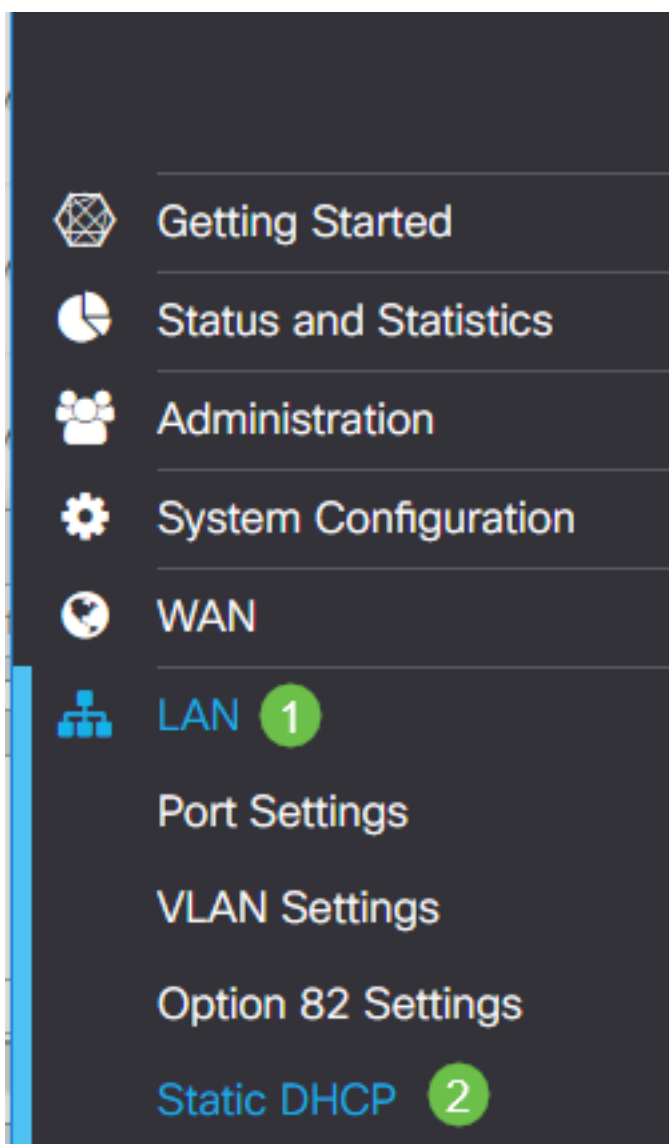 Getting Started
Status and Statistics
Administration
System Configuration
WAN
LAN 1
Port Settings
VLAN Settings
Option 82 Settings
Static DHCP 2